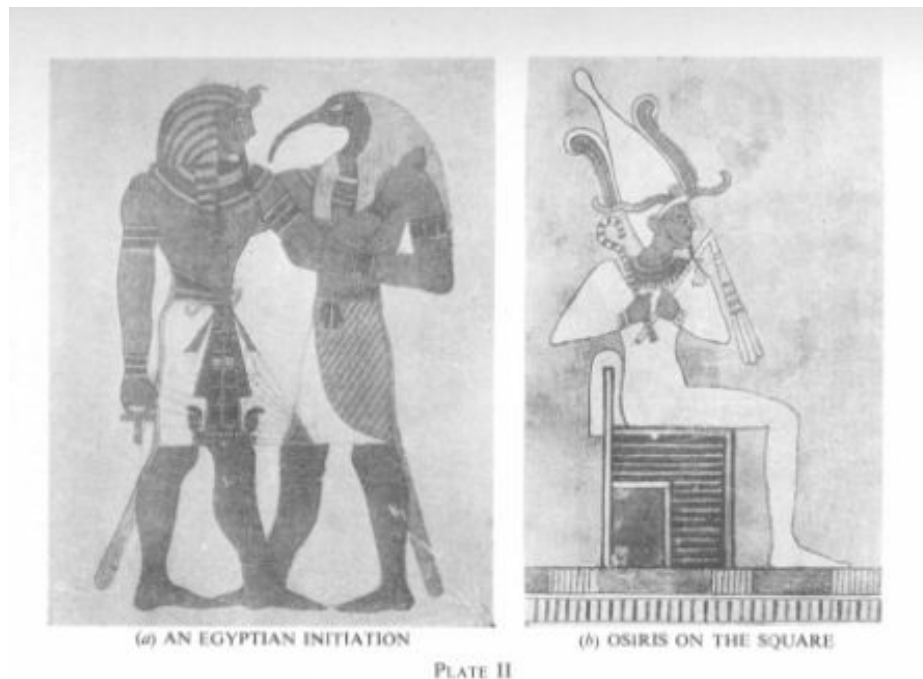 (a) AN EGYPTIAN INITIATION
(b) OSIRIS ON THE SQUARE
PLATE II